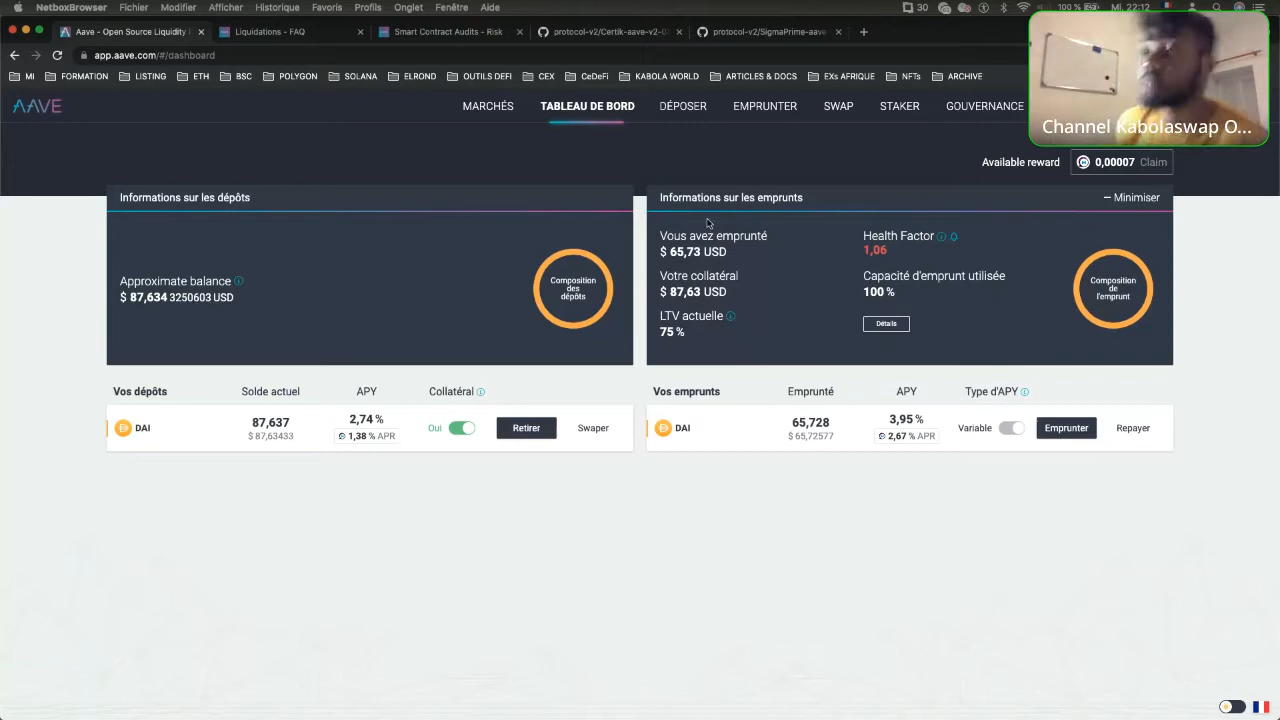 NetboxBrowser Fichier Modifier Afficher Historique Favoris Profils Onglet Fenêtre Aide 30 100 % Mar. 22:12
Aave - Open Source Liquidity Liquidations - FAQ Smart Contract Audits - Risk protocol-v2/Certik-aave-v2-03 protocol-v2/SigmaPrime-aave
app.aave.com/#/dashboard
MI FORMATION LISTING ETH BSC POLYGON SOLANA ELROND OUTILS DEFI CEX CeDeFi KABOLA WORLD ARTICLES & DOCS EXs AFRIQUE NFTs ARCHIVE
AAVE MARCHÉS TABLEAU DE BORD DÉPOSER EMPRUNTER SWAP STAKER GOUVERNANCE
Channel Kabolaswap O...
Available reward 0,00007 Claim
Informations sur les dépôts
Approximate balance
$ 87,634 3250603 USD
Composition
des
dépôts
Informations sur les emprunts — Minimiser
Vous avez emprunté
$ 65,73 USD
Votre collatéral
$ 87,63 USD
LTV actuelle
75 %
Health Factor
1,06
Capacité d'emprunt utilisée
100 %
Détails
Composition
de
l'emprunt
Vos dépôts Solde actuel APY Collatéral
DAI 87,637 2,74 % Oui Retirer Swaper
$ 87,63433 1,38 % APR
Vos emprunts Emprunté APY Type d'APY
DAI 65,728 3,95 % Variable Emprunter Repayer
$ 65,72577 2,67 % APR